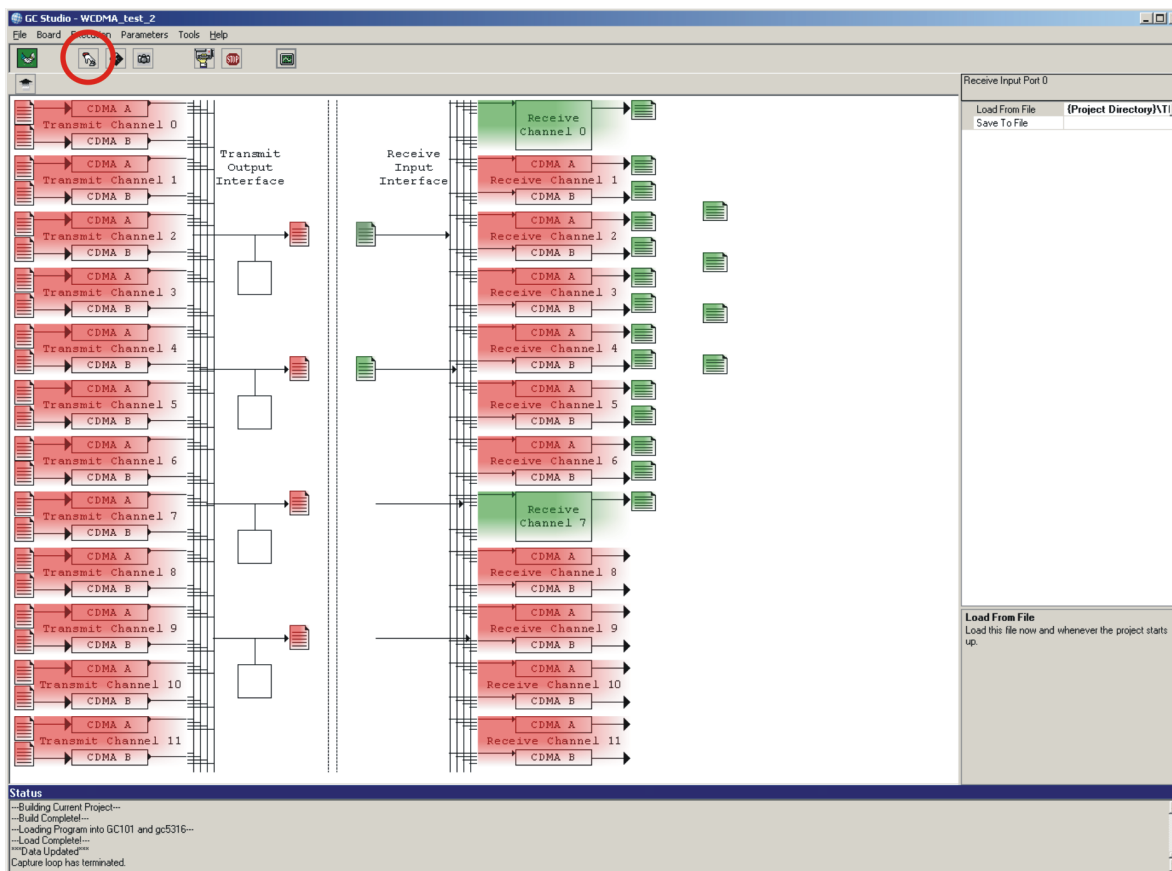 GC Studio - WCDMA_test_2
File Board Execution Parameters Tools Help
STOP
Receive Input Port 0
Load From File {Project Directory}\TI
Save To File
CDMA A
Transmit Channel 0
CDMA B
CDMA A
Transmit Channel 1
CDMA B
CDMA A
Transmit Channel 2
CDMA B
CDMA A
Transmit Channel 3
CDMA B
CDMA A
Transmit Channel 4
CDMA B
CDMA A
Transmit Channel 5
CDMA B
CDMA A
Transmit Channel 6
CDMA B
CDMA A
Transmit Channel 7
CDMA B
CDMA A
Transmit Channel 8
CDMA B
CDMA A
Transmit Channel 9
CDMA B
CDMA A
Transmit Channel 10
CDMA B
CDMA A
Transmit Channel 11
CDMA B
Transmit
Output
Interface
Receive
Input
Interface
Receive
Channel 0
CDMA A
Receive Channel 1
CDMA B
CDMA A
Receive Channel 2
CDMA B
CDMA A
Receive Channel 3
CDMA B
CDMA A
Receive Channel 4
CDMA B
CDMA A
Receive Channel 5
CDMA B
CDMA A
Receive Channel 6
CDMA B
Receive
Channel 7
CDMA A
Receive Channel 8
CDMA B
CDMA A
Receive Channel 9
CDMA B
CDMA A
Receive Channel 10
CDMA B
CDMA A
Receive Channel 11
CDMA B
Load From File
Load this file now and whenever the project starts
up.
Status
---Building Current Project---
---Build Complete!---
---Loading Program into GC101 and gc5316---
---Load Complete!---
***Data Updated***
Capture loop has terminated.